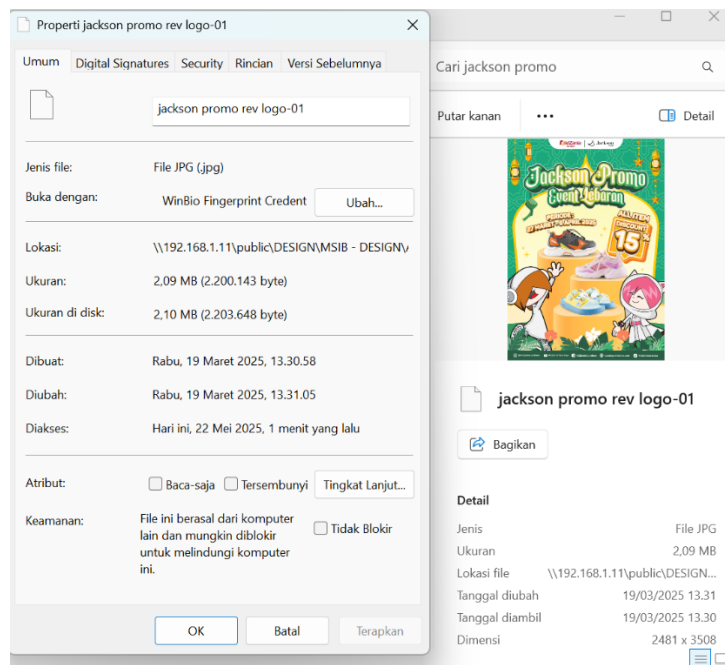 Properti jackson promo rev logo-01
Umum Digital Signatures Security Rincian Versi Sebelumnya
jackson promo rev logo-01
Jenis file: File JPG (.jpg)
Buka dengan: WinBio Fingerprint Credent Ubah...
Lokasi: \\192.168.1.11\public\DESIGN\MSIB - DESIGN\
Ukuran: 2,09 MB (2.200.143 byte)
Ukuran di disk: 2,10 MB (2.203.648 byte)
Dibuat: Rabu, 19 Maret 2025, 13.30.58
Diubah: Rabu, 19 Maret 2025, 13.31.05
Diakses: Hari ini, 22 Mei 2025, 1 menit yang lalu
Atribut: Baca-saja Tersembunyi Tingkat Lanjut...
Keamanan: File ini berasal dari komputer
lain dan mungkin diblokir
untuk melindungi komputer
ini.
Tidak Blokir
OK Batal Terapkan
Cari jackson promo
Putar kanan ... Detail
Jackson Promo
Event Lebaran
PERIODE :
ALL ITEM
DISCOUNT
15%
jackson promo rev logo-01
Bagikan
Detail
Jenis File JPG
Ukuran 2,09 MB
Lokasi file \\192.168.1.11\public\DESIGN...
Tanggal diubah 19/03/2025 13.31
Tanggal diambil 19/03/2025 13.30
Dimensi 2481 x 3508